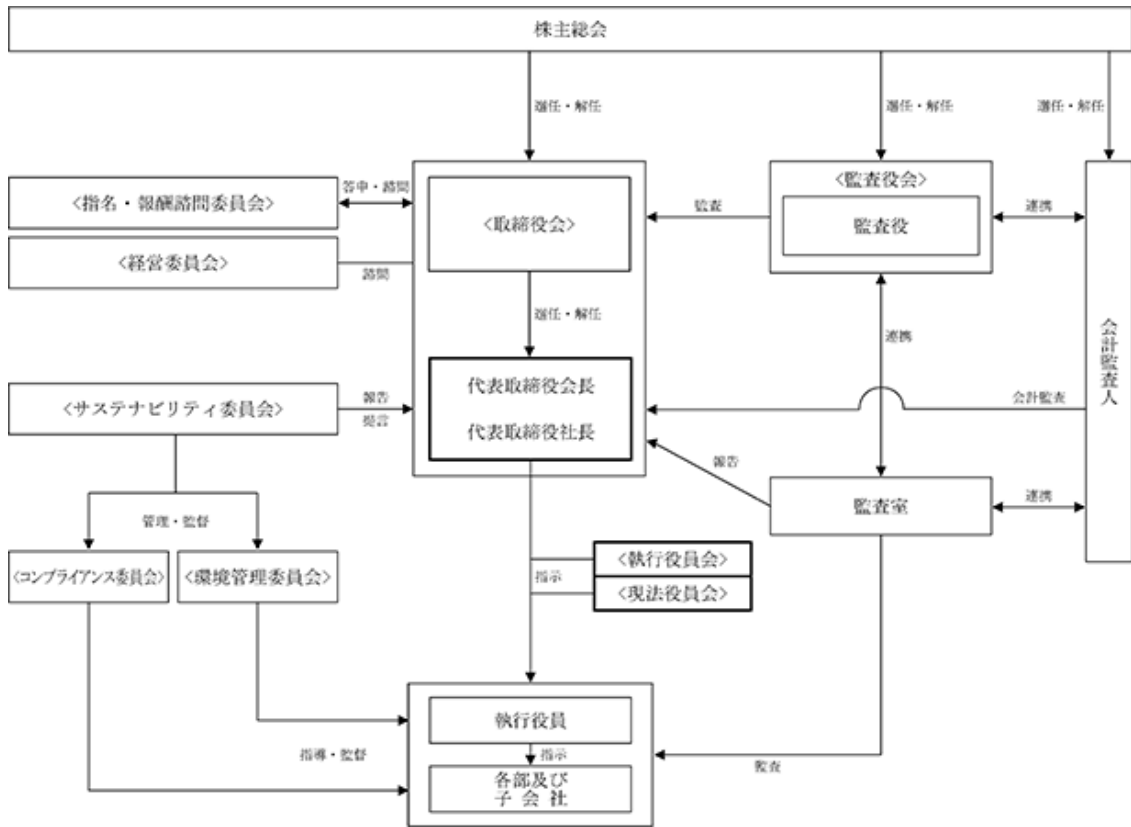 株主総会
選任・解任
選任・解任
選任・解任
<指名・報酬諮問委員会>
答申・諮問
<取締役会>
監査
<監査役会>
監査役
連携
<経営委員会>
諮問
選任・解任
連携
会計監査人
<サステナビリティ委員会>
報告
提言
代表取締役会長
代表取締役社長
会計監査
報告
監査室
連携
管理・監督
<コンプライアンス委員会>
<環境管理委員会>
指示
<執行役員会>
<現法役員会>
執行役員
指導・監督
指示
監査
各部及び
子会社